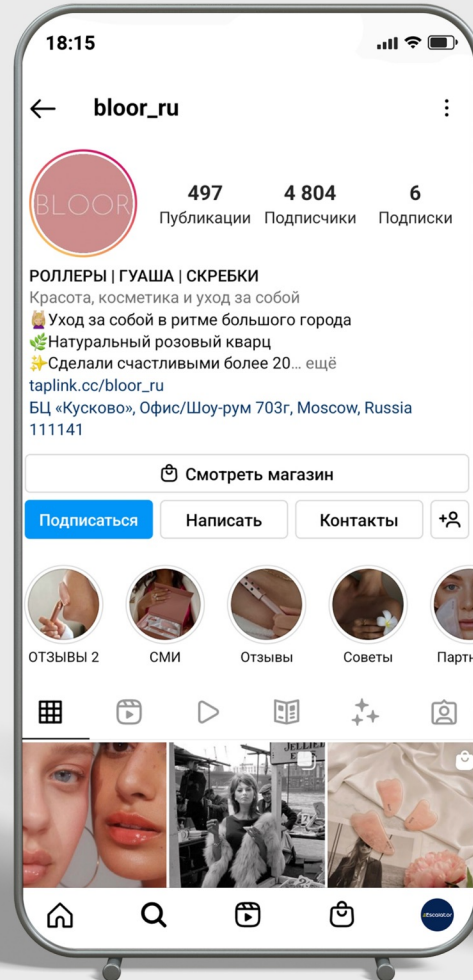 18:15
bloor_ru
BLOOR
497 4 804 6
Публикации Подписчики Подписки
РОЛЛЕРЫ | ГУАША | СКРЕБКИ
Красота, косметика и уход за собой
Уход за собой в ритме большого города
Натуральный розовый кварц
Сделали счастливыми более 20... ещё
taplink.cc/bloor_ru
БЦ «Кусково», Офис/Шоу-рум 703г, Moscow, Russia
111141
Смотреть магазин
Подписаться Написать Контакты
ОТЗЫВЫ 2 СМИ Отзывы Советы Партн
JELLIE